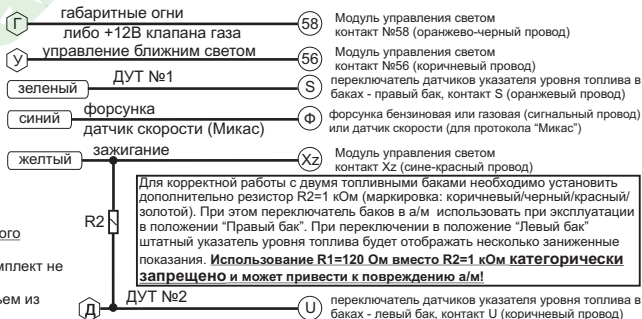 габаритные огни
Г
либо +12В клапана газа
58
Модуль управления светом
контакт №58 (оранжево-черный провод)
управление ближним светом
У
56
Модуль управления светом
контакт №56 (коричневый провод)
ДУТ №1
зеленый
S
переключатель датчиков указателя уровня топлива в
баках - правый бак, контакт S (оранжевый провод)
форсунка
синий
датчик скорости (Микас)
Ф
форсунка бензиновая или газовая (сигнальный провод)
или датчик скорости (для протокола "Микас")
зажигание
желтый
Xz
Модуль управления светом
контакт Xz (сине-красный провод)
R2
Для корректной работы с двумя топливными баками необходимо установить
дополнительно резистор R2=1 кОм (маркировка: коричневый/черный/красный/
золотой). При этом переключатель баков в а/м использовать при эксплуатации
в положении "Правый бак". При переключении в положение "Левый бак"
штатный указатель уровня топлива будет отображать несколько заниженные
показания. Использование R1=120 Ом вместо R2=1 кОм категорически
запрещено и может привести к повреждению а/м!
ого
мплект не
ем из
ДУТ №2
Д
U
переключатель датчиков указателя уровня топлива в
баках - левый бак, контакт U (коричневый провод)